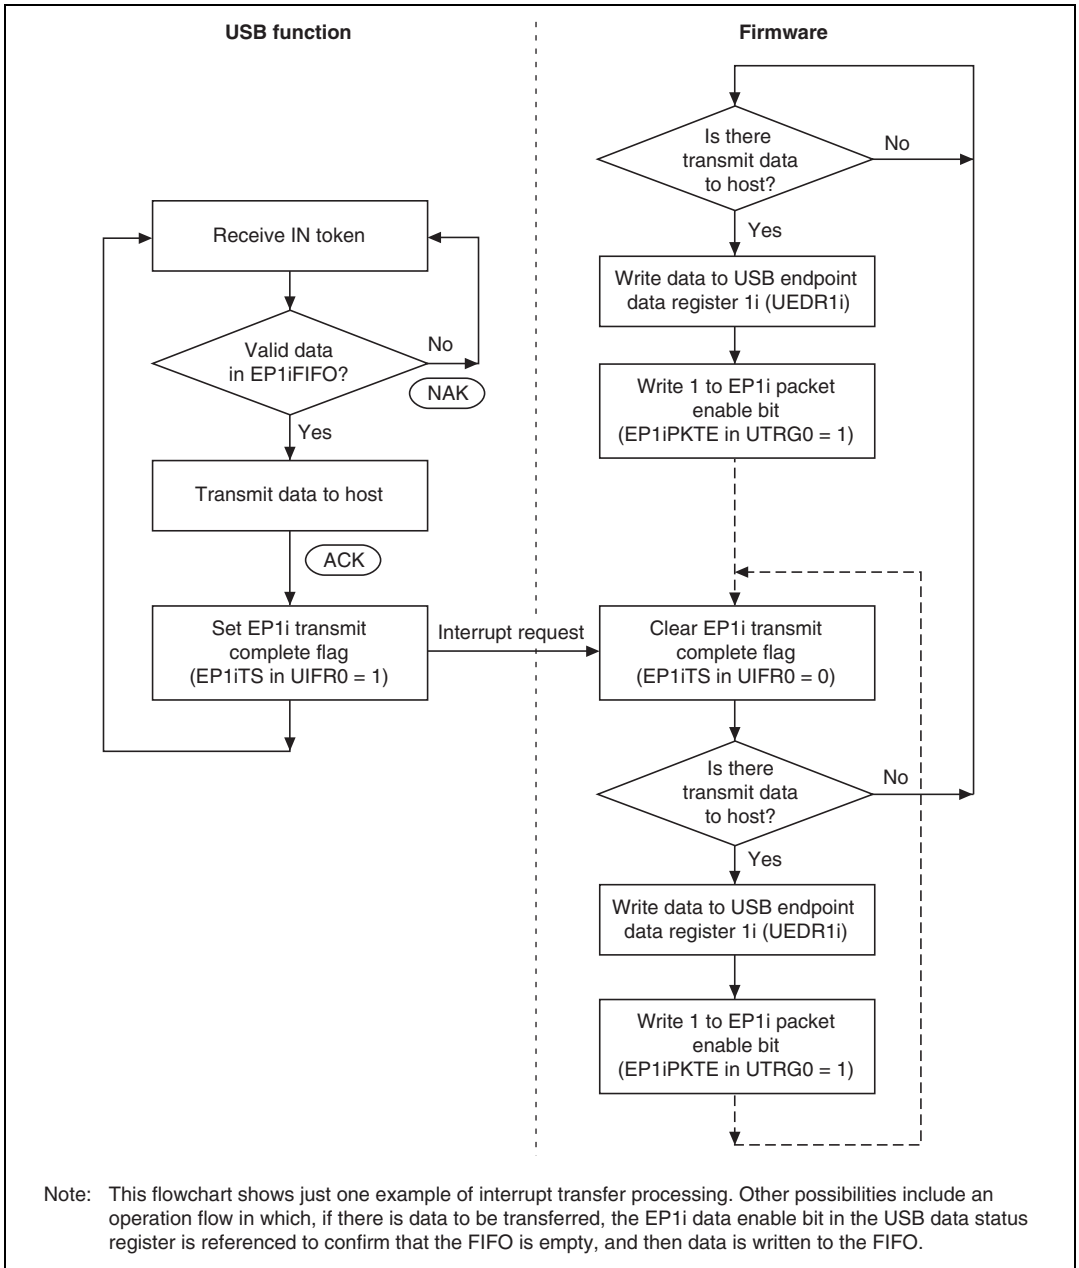 USB function
Receive IN token
Valid data
in EP1iFIFO?
No
NAK
Yes
Transmit data to host
ACK
Set EP1i transmit
complete flag
(EP1iTS in UIFR0 = 1)
Interrupt request
Firmware
Is there
transmit data
to host?
No
Yes
Write data to USB endpoint
data register 1i (UEDR1i)
Write 1 to EP1i packet
enable bit
(EP1iPKTE in UTRG0 = 1)
Clear EP1i transmit
complete flag
(EP1iTS in UIFR0 = 0)
Is there
transmit data
to host?
No
Yes
Write data to USB endpoint
data register 1i (UEDR1i)
Write 1 to EP1i packet
enable bit
(EP1iPKTE in UTRG0 = 1)
Note: This flowchart shows just one example of interrupt transfer processing. Other possibilities include an
operation flow in which, if there is data to be transferred, the EP1i data enable bit in the USB data status
register is referenced to confirm that the FIFO is empty, and then data is written to the FIFO.